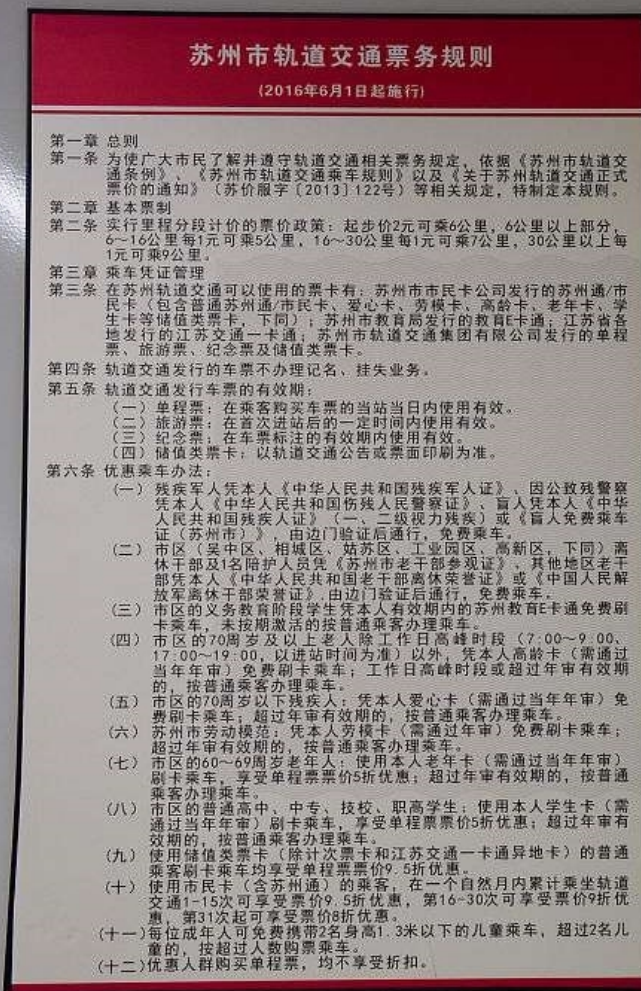 苏州市轨道交通票务规则
(2016年6月1日起施行)
第一章 总则
第一条 为使广大市民了解并遵守轨道交通相关票务规定，依据《苏州市轨道交
通条例》、《苏州市轨道交通乘车规则》以及《关于苏州轨道交通正式
票价的通知》（苏价服字［2013］122号）等相关规定，特制定本规则。
第二章 基本票制
第二条 实行里程分段计价的票价政策：起步价2元可乘6公里，6公里以上部分，
6～16公里每1元可乘5公里，16～30公里每1元可乘7公里，30公里以上每
1元可乘9公里。
第三章 乘车凭证管理
第三条 在苏州轨道交通可以使用的票卡有：苏州市市民卡公司发行的苏州通/市
民卡（包含普通苏州通/市民卡、爱心卡、劳模卡、高龄卡、老年卡、学
生卡等储值类票卡，下同）；苏州市教育局发行的教育E卡通；江苏省各
地发行的江苏交通一卡通；苏州市轨道交通集团有限公司发行的单程
票、旅游票、纪念票及储值类票卡。
第四条 轨道交通发行的车票不办理记名、挂失业务。
第五条 轨道交通发行车票的有效期：
（一）单程票：在乘客购买车票的当站当日内使用有效。
（二）旅游票：在首次进站后的一定时间内使用有效。
（三）纪念票：在车票标注的有效期内使用有效。
（四）储值类票卡：以轨道交通公告或票面印刷为准。
第六条 优惠乘车办法：
（一）残疾军人凭本人《中华人民共和国残疾军人证》、因公致残警察
凭本人《中华人民共和国伤残人民警察证》、盲人凭本人《中华
人民共和国残疾人证》（一、二级视力残疾）或《盲人免费乘车
证（苏州市）》，由边门验证后通行，免费乘车。
（二）市区（吴中区、相城区、姑苏区、工业园区、高新区，下同）离
休干部及1名陪护人员凭《苏州市老干部参观证》、其他地区老干
部凭本人《中华人民共和国老干部离休荣誉证》或《中国人民解
放军离休干部荣誉证》，由边门验证后通行，免费乘车。
（三）市区的义务教育阶段学生凭本人有效期内的苏州教育E卡通免费刷
卡乘车，未按期激活的按普通乘客办理乘车。
（四）市区的70周岁及以上老人除工作日高峰时段（7:00～9:00、
17:00～19:00，以进站时间为准）以外，凭本人高龄卡（需通过
当年年审）免费刷卡乘车；工作日高峰时段或超过年审有效期
的，按普通乘客办理乘车。
（五）市区的70周岁以下残疾人：凭本人爱心卡（需通过当年年审）免
费刷卡乘车；超过年审有效期的，按普通乘客办理乘车。
（六）苏州市劳动模范：凭本人劳模卡（需通过年审）免费刷卡乘车；
超过年审有效期的，按普通乘客办理乘车。
（七）市区的60～69周岁老年人：使用本人老年卡（需通过当年年审）
刷卡乘车，享受单程票票价5折优惠；超过年审有效期的，按普通
乘客办理乘车。
（八）市区的普通高中、中专、技校、职高学生：使用本人学生卡（需
通过当年年审）刷卡乘车，享受单程票票价5折优惠；超过年审有
效期的，按普通乘客办理乘车。
（九）使用储值类票卡（除计次票卡和江苏交通一卡通异地卡）的普通
乘客刷卡乘车均享受单程票票价9.5折优惠。
（十）使用市民卡（含苏州通）的乘客，在一个自然月内累计乘坐轨道
交通1-15次可享受票价9.5折优惠，第16-30次可享受票价9折优
惠，第31次起可享受票价8折优惠。
（十一）每位成年人可免费携带2名身高1.3米以下的儿童乘车，超过2名儿
童的，按超过人数购票乘车。
（十二）优惠人群购买单程票，均不享受折扣。